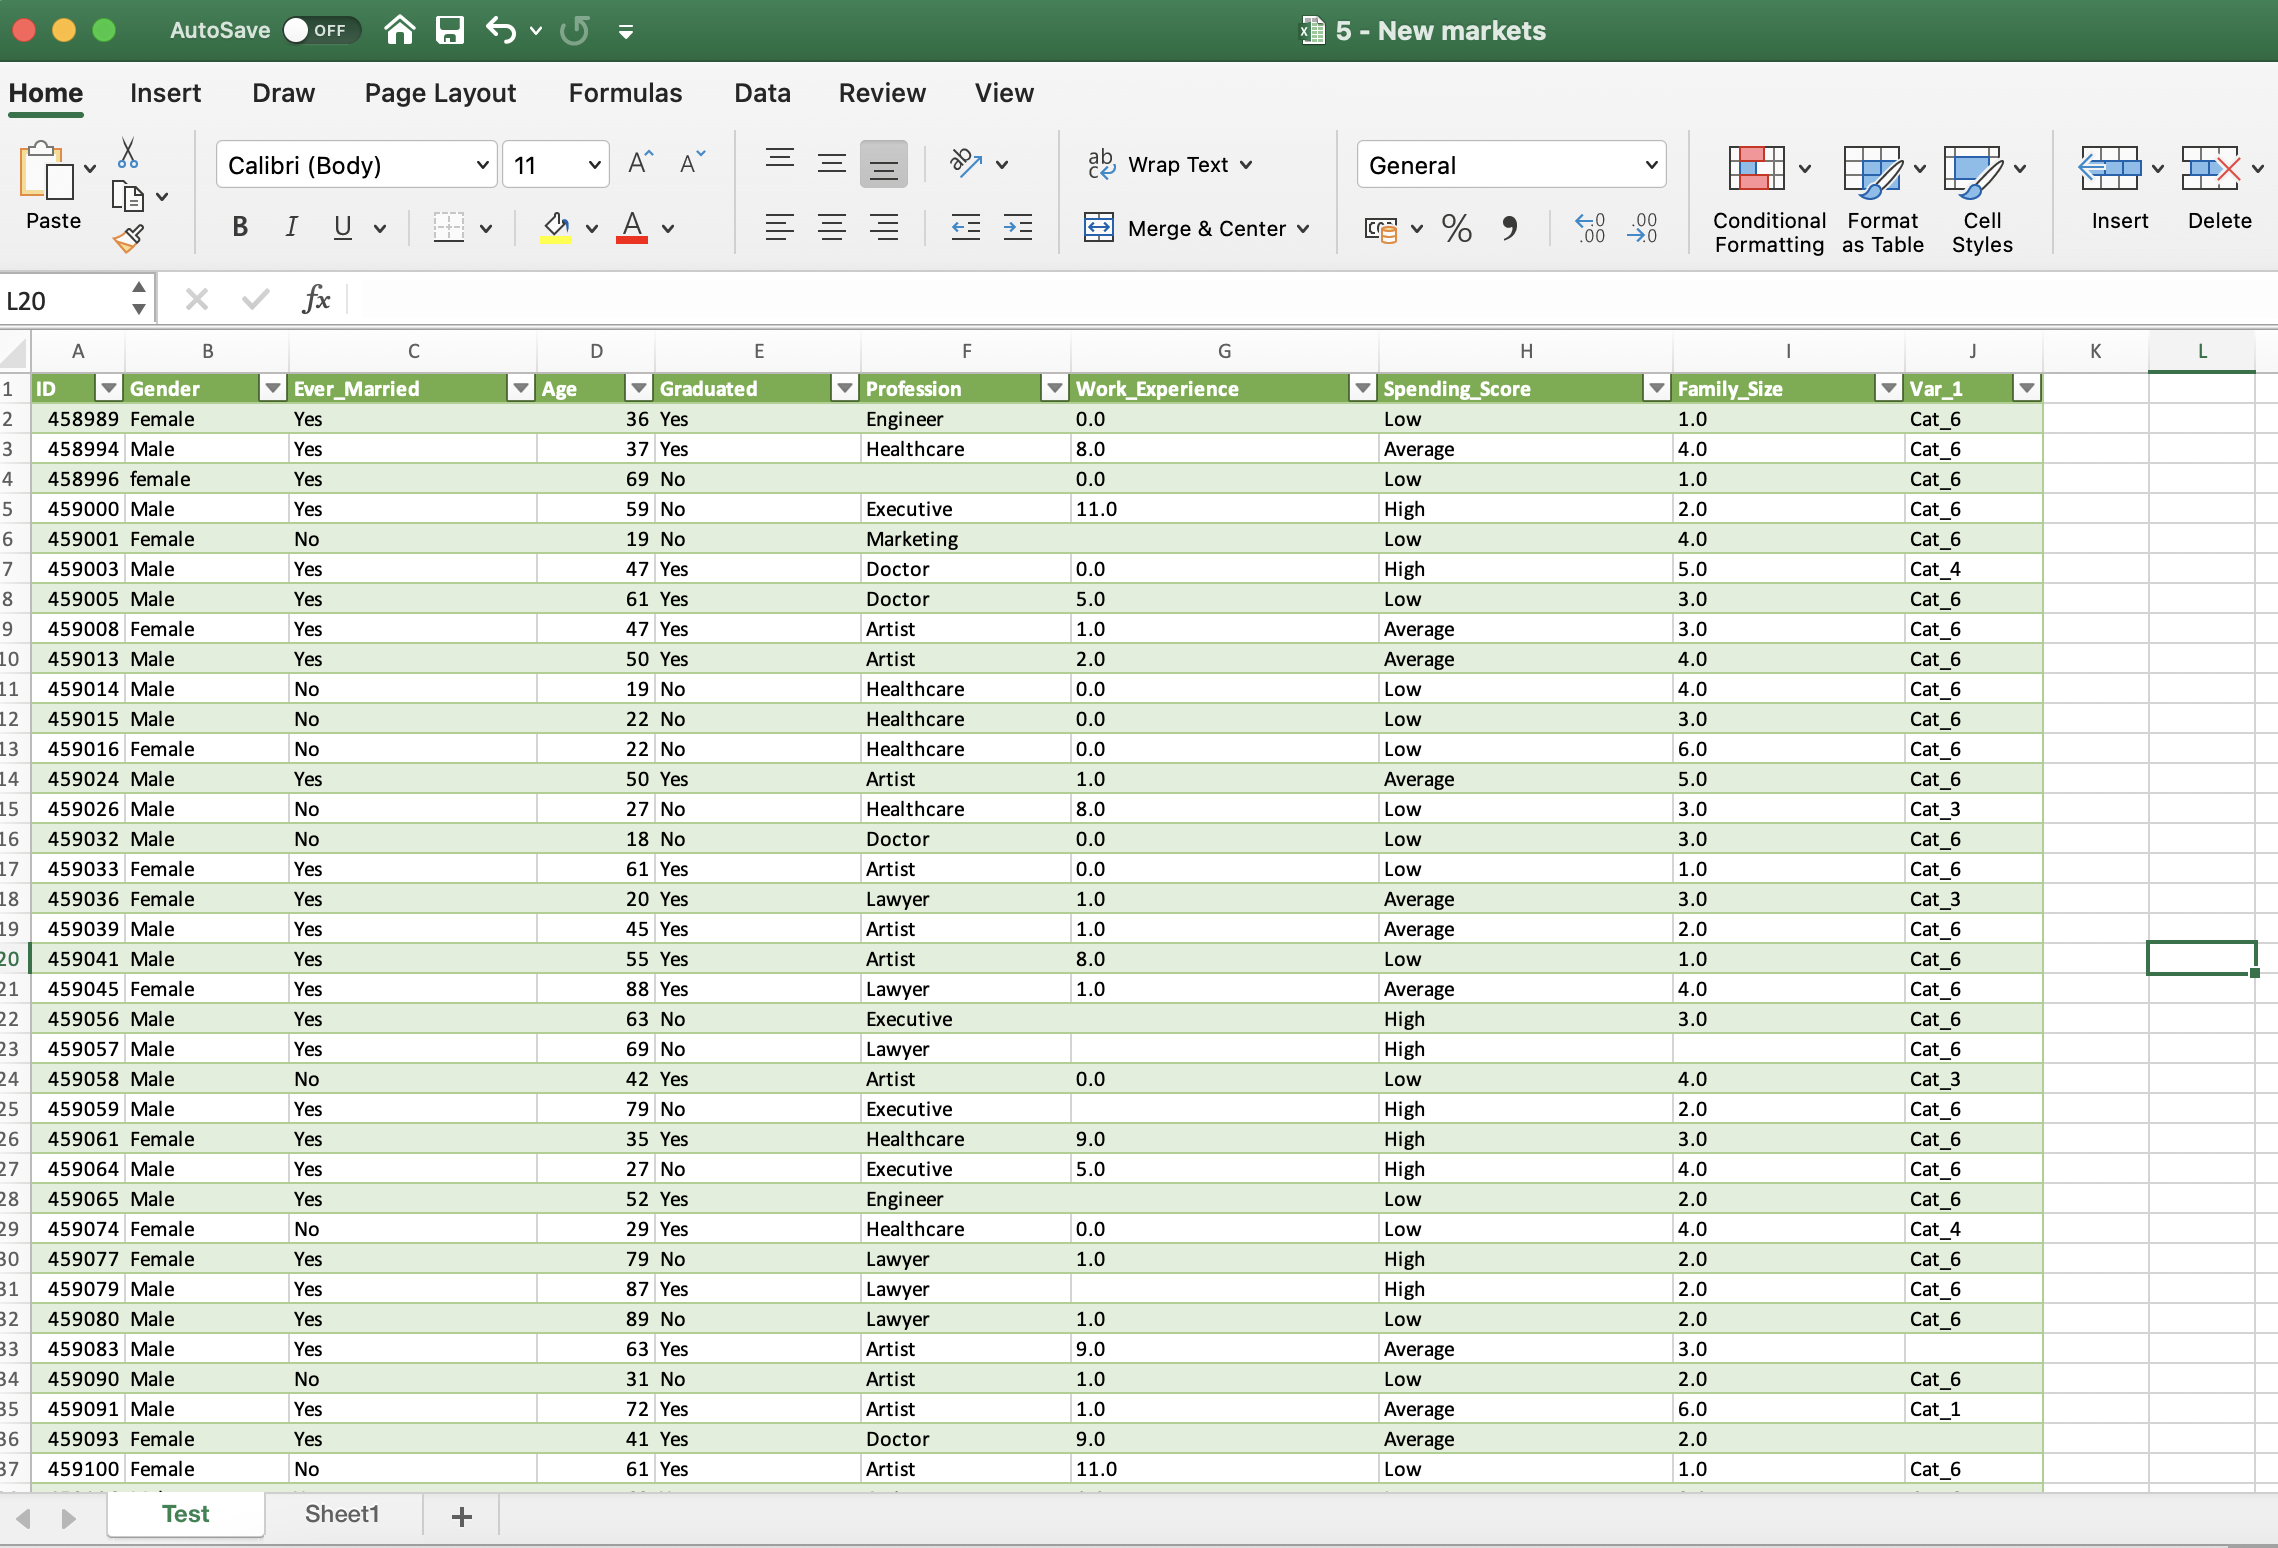 AutoSave OFF 5 - New markets
Home Insert Draw Page Layout Formulas Data Review View
Paste Calibri (Body) 11 Wrap Text General
B I U A Merge & Center % Conditional Formatting Format as Table Cell Styles Insert Delete
L20 fx
A B C D E F G H I J K L
1 ID Gender Ever_Married Age Graduated Profession Work_Experience Spending_Score Family_Size Var_1
2 458989 Female Yes 36 Yes Engineer 0.0 Low 1.0 Cat_6
3 458994 Male Yes 37 Yes Healthcare 8.0 Average 4.0 Cat_6
4 458996 female Yes 69 No 0.0 Low 1.0 Cat_6
5 459000 Male Yes 59 No Executive 11.0 High 2.0 Cat_6
6 459001 Female No 19 No Marketing Low 4.0 Cat_6
7 459003 Male Yes 47 Yes Doctor 0.0 High 5.0 Cat_4
8 459005 Male Yes 61 Yes Doctor 5.0 Low 3.0 Cat_6
9 459008 Female Yes 47 Yes Artist 1.0 Average 3.0 Cat_6
10 459013 Male Yes 50 Yes Artist 2.0 Average 4.0 Cat_6
11 459014 Male No 19 No Healthcare 0.0 Low 4.0 Cat_6
12 459015 Male No 22 No Healthcare 0.0 Low 3.0 Cat_6
13 459016 Female No 22 No Healthcare 0.0 Low 6.0 Cat_6
14 459024 Male Yes 50 Yes Artist 1.0 Average 5.0 Cat_6
15 459026 Male No 27 No Healthcare 8.0 Low 3.0 Cat_3
16 459032 Male No 18 No Doctor 0.0 Low 3.0 Cat_6
17 459033 Female Yes 61 Yes Artist 0.0 Low 1.0 Cat_6
18 459036 Female Yes 20 Yes Lawyer 1.0 Average 3.0 Cat_3
19 459039 Male Yes 45 Yes Artist 1.0 Average 2.0 Cat_6
20 459041 Male Yes 55 Yes Artist 8.0 Low 1.0 Cat_6
21 459045 Female Yes 88 Yes Lawyer 1.0 Average 4.0 Cat_6
22 459056 Male Yes 63 No Executive High 3.0 Cat_6
23 459057 Male Yes 69 No Lawyer High Cat_6
24 459058 Male No 42 Yes Artist 0.0 Low 4.0 Cat_3
25 459059 Male Yes 79 No Executive High 2.0 Cat_6
26 459061 Female Yes 35 Yes Healthcare 9.0 High 3.0 Cat_6
27 459064 Male Yes 27 No Executive 5.0 High 4.0 Cat_6
28 459065 Male Yes 52 Yes Engineer Low 2.0 Cat_6
29 459074 Female No 29 Yes Healthcare 0.0 Low 4.0 Cat_4
30 459077 Female Yes 79 No Lawyer 1.0 High 2.0 Cat_6
31 459079 Male Yes 87 Yes Lawyer High 2.0 Cat_6
32 459080 Male Yes 89 No Lawyer 1.0 Low 2.0 Cat_6
33 459083 Male Yes 63 Yes Artist 9.0 Average 3.0
34 459090 Male No 31 No Artist 1.0 Low 2.0 Cat_6
35 459091 Male Yes 72 Yes Artist 1.0 Average 6.0 Cat_1
36 459093 Female Yes 41 Yes Doctor 9.0 Average 2.0
37 459100 Female No 61 Yes Artist 11.0 Low 1.0 Cat_6
Test Sheet1 +